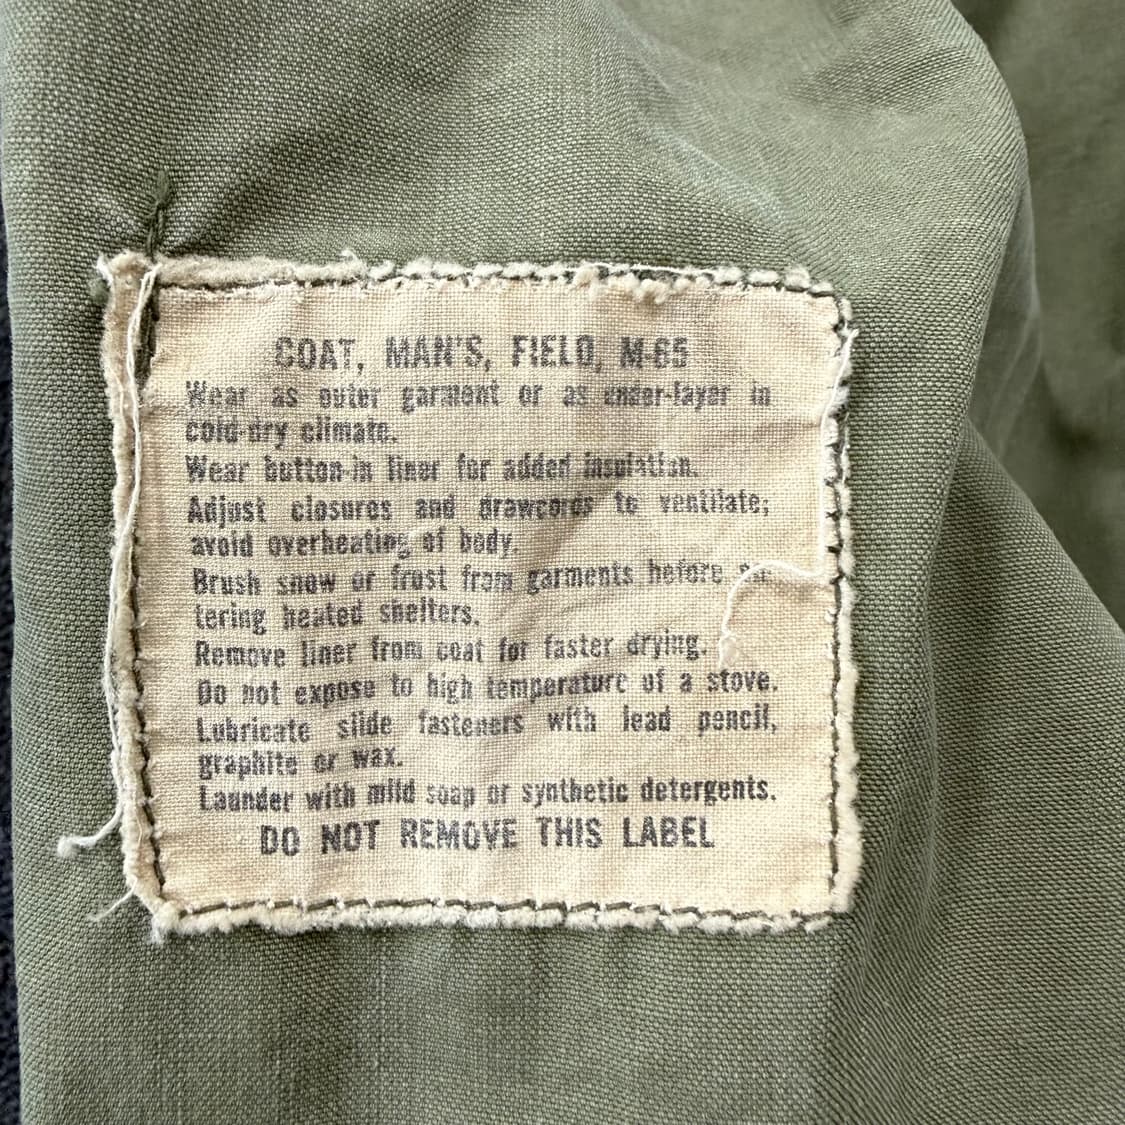 COAT, MAN'S, FIELD, M-65
Wear as outer garment or as under-layer in
cold-dry climate.
Wear button-in liner for added insulation.
Adjust closures and drawcords to ventilate;
avoid overheating of body.
Brush snow or frost from garments before
tering heated shelters.
Remove liner from coat for faster drying.
Do not expose to high temperature of a stove.
Lubricate slide fasteners with lead pencil,
graphite or wax.
Launder with mild soap or synthetic detergents.
DO NOT REMOVE THIS LABEL